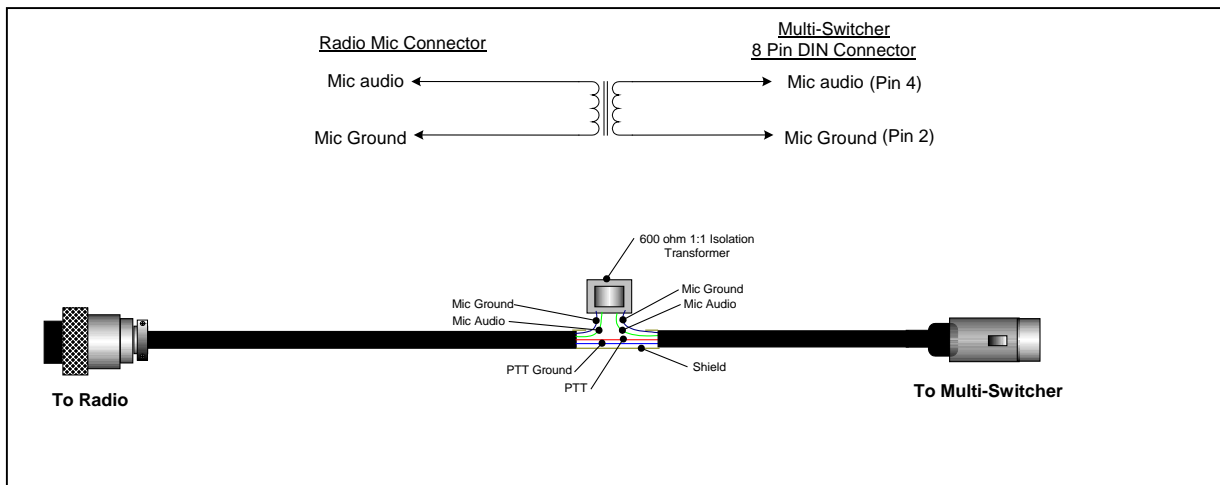 Radio Mic Connector
Multi-Switcher
8 Pin DIN Connector
Mic audio
Mic audio (Pin 4)
Mic Ground
Mic Ground (Pin 2)
600 ohm 1:1 Isolation
Transformer
Mic Ground
Mic Ground
Mic Audio
Mic Audio
PTT Ground
Shield
PTT
To Radio
To Multi-Switcher